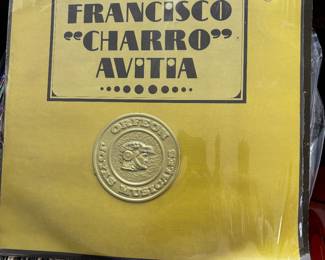 FRANCISCO
"CHARRO"
AVITIA
ORFEON
JOYAS MUSICALES